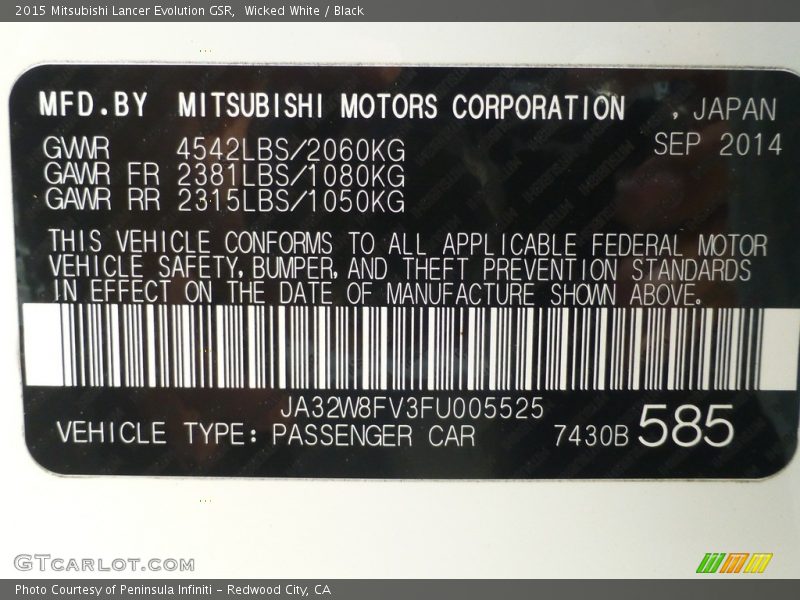 2015 Mitsubishi Lancer Evolution GSR,  Wicked White / Black
MFD.BY MITSUBISHI MOTORS CORPORATION , JAPAN
GWWR 4542LBS/2060KG SEP 2014
GAWR FR 2381LBS/1080KG
GAWR RR 2315LBS/1050KG
THIS VEHICLE CONFORMS TO ALL APPLICABLE FEDERAL MOTOR
VEHICLE SAFETY, BUMPER, AND THEFT PREVENTION STANDARDS
IN EFFECT ON THE DATE OF MANUFACTURE SHOWN ABOVE.
JA32W8FV3FU005525
VEHICLE TYPE: PASSENGER CAR 7430B 585
GTCARLOT.COM
Photo Courtesy of Peninsula Infiniti – Redwood City, CA